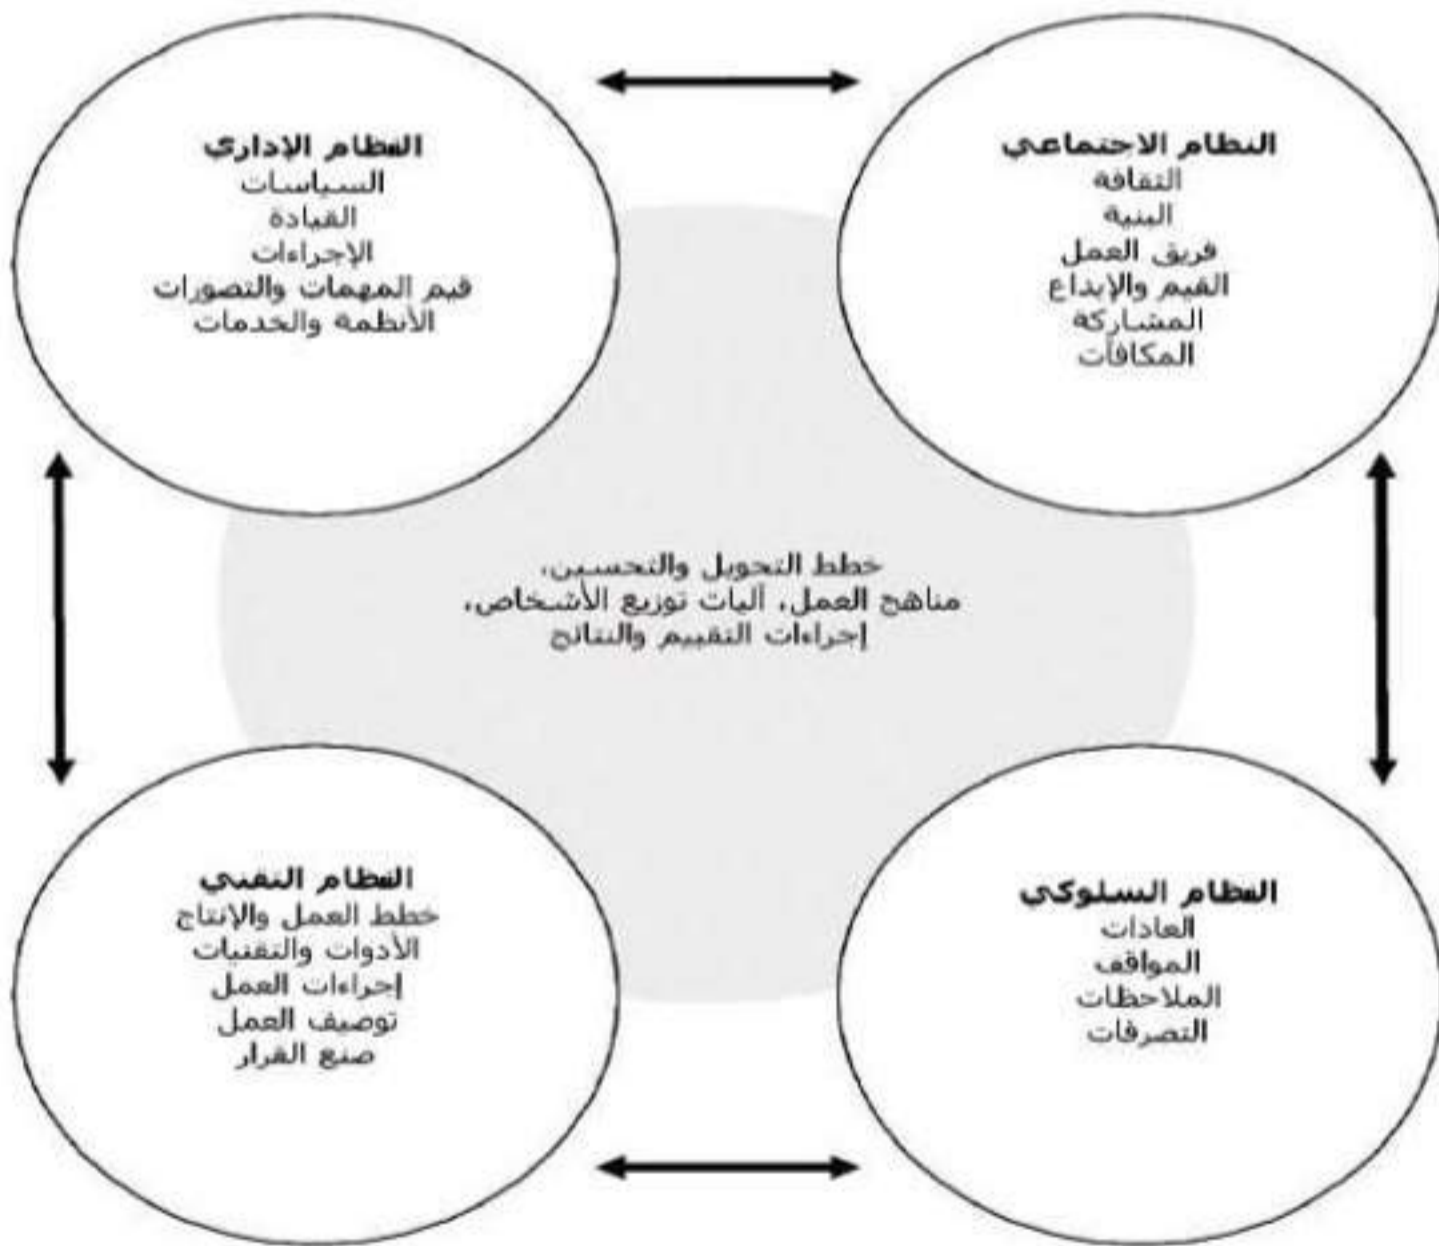 النظام الاجتماعي
الثقافة
البنية
فريق العمل
القيم والإبداع
المشاركة
المكافآت
النظام الإداري
السياسات
القيادة
الإجراءات
قيم المهمات والتصورات
الأنظمة والخدمات
خطط التحويل والتحسين،
مناهج العمل، آليات توزيع الأشخاص،
إجراءات التقييم والنتائج
النظام السلوكي
العادات
المواقف
الملاحظات
التصرفات
النظام التقني
خطط العمل والإنتاج
الأدوات والتقنيات
إجراءات العمل
توصيف العمل
صنع القرار